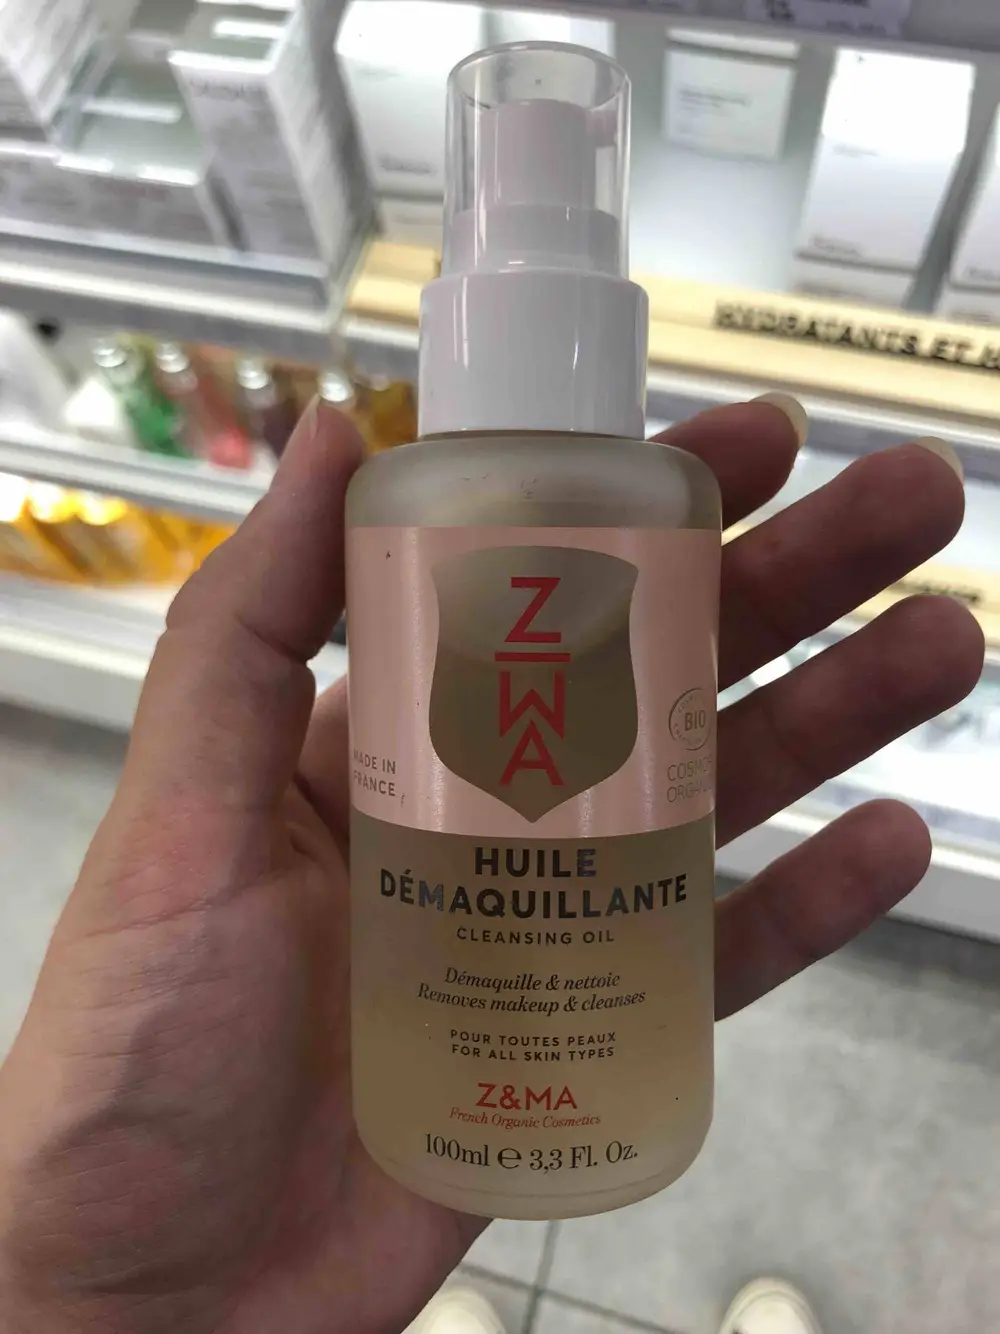 HYDRATANTS ET H
Z
MA
BIO
MADE IN
FRANCE
COSMOS
ORGANIC
HUILE
DÉMAQUILLANTE
CLEANSING OIL
Démaquille & nettoie
Removes makeup & cleanses
POUR TOUTES PEAUX
FOR ALL SKIN TYPES
Z&MA
French Organic Cosmetics
100ml ℮ 3,3 Fl. Oz.